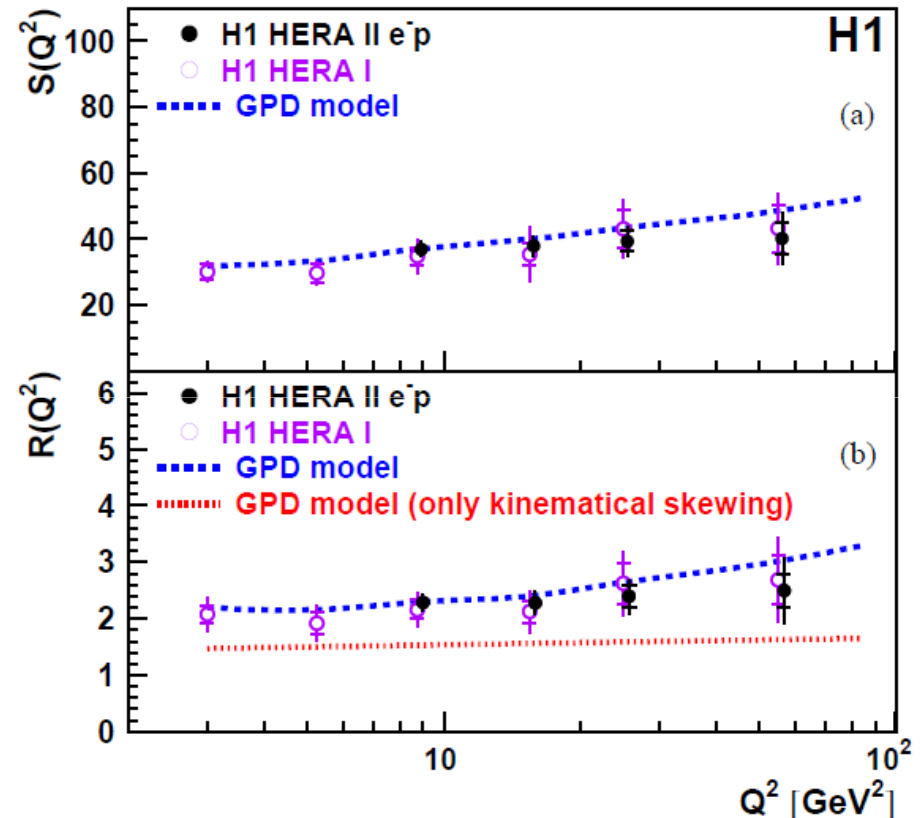 S(Q²)
100
80
60
40
20
H1 HERA II e⁻p
H1 HERA I
GPD model
H1
(a)
R(Q²)
6
5
4
3
2
1
0
H1 HERA II e⁻p
H1 HERA I
GPD model
GPD model (only kinematical skewing)
(b)
10
10²
Q² [GeV²]